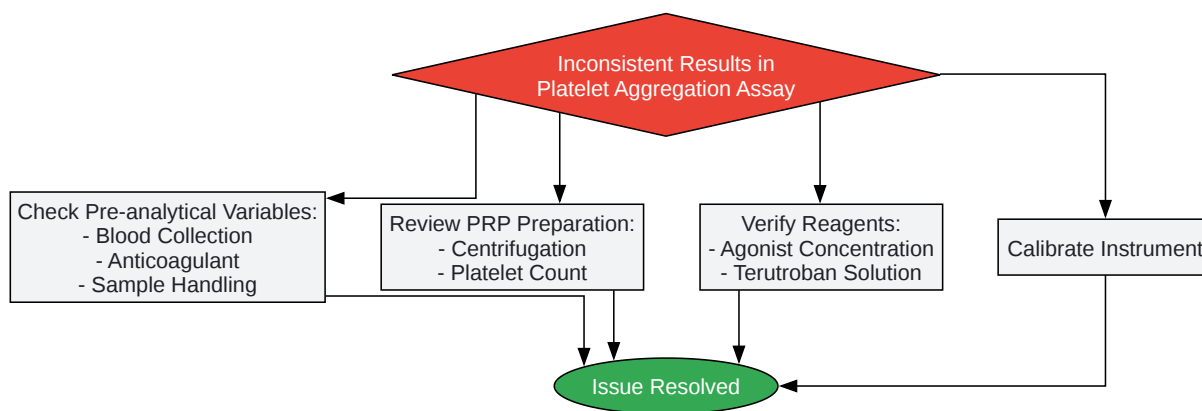 Inconsistent Results in
Platelet Aggregation Assay
Check Pre-analytical Variables:
- Blood Collection
- Anticoagulant
- Sample Handling
Review PRP Preparation:
- Centrifugation
- Platelet Count
Verify Reagents:
- Agonist Concentration
- Terutroban Solution
Calibrate Instrument
Issue Resolved